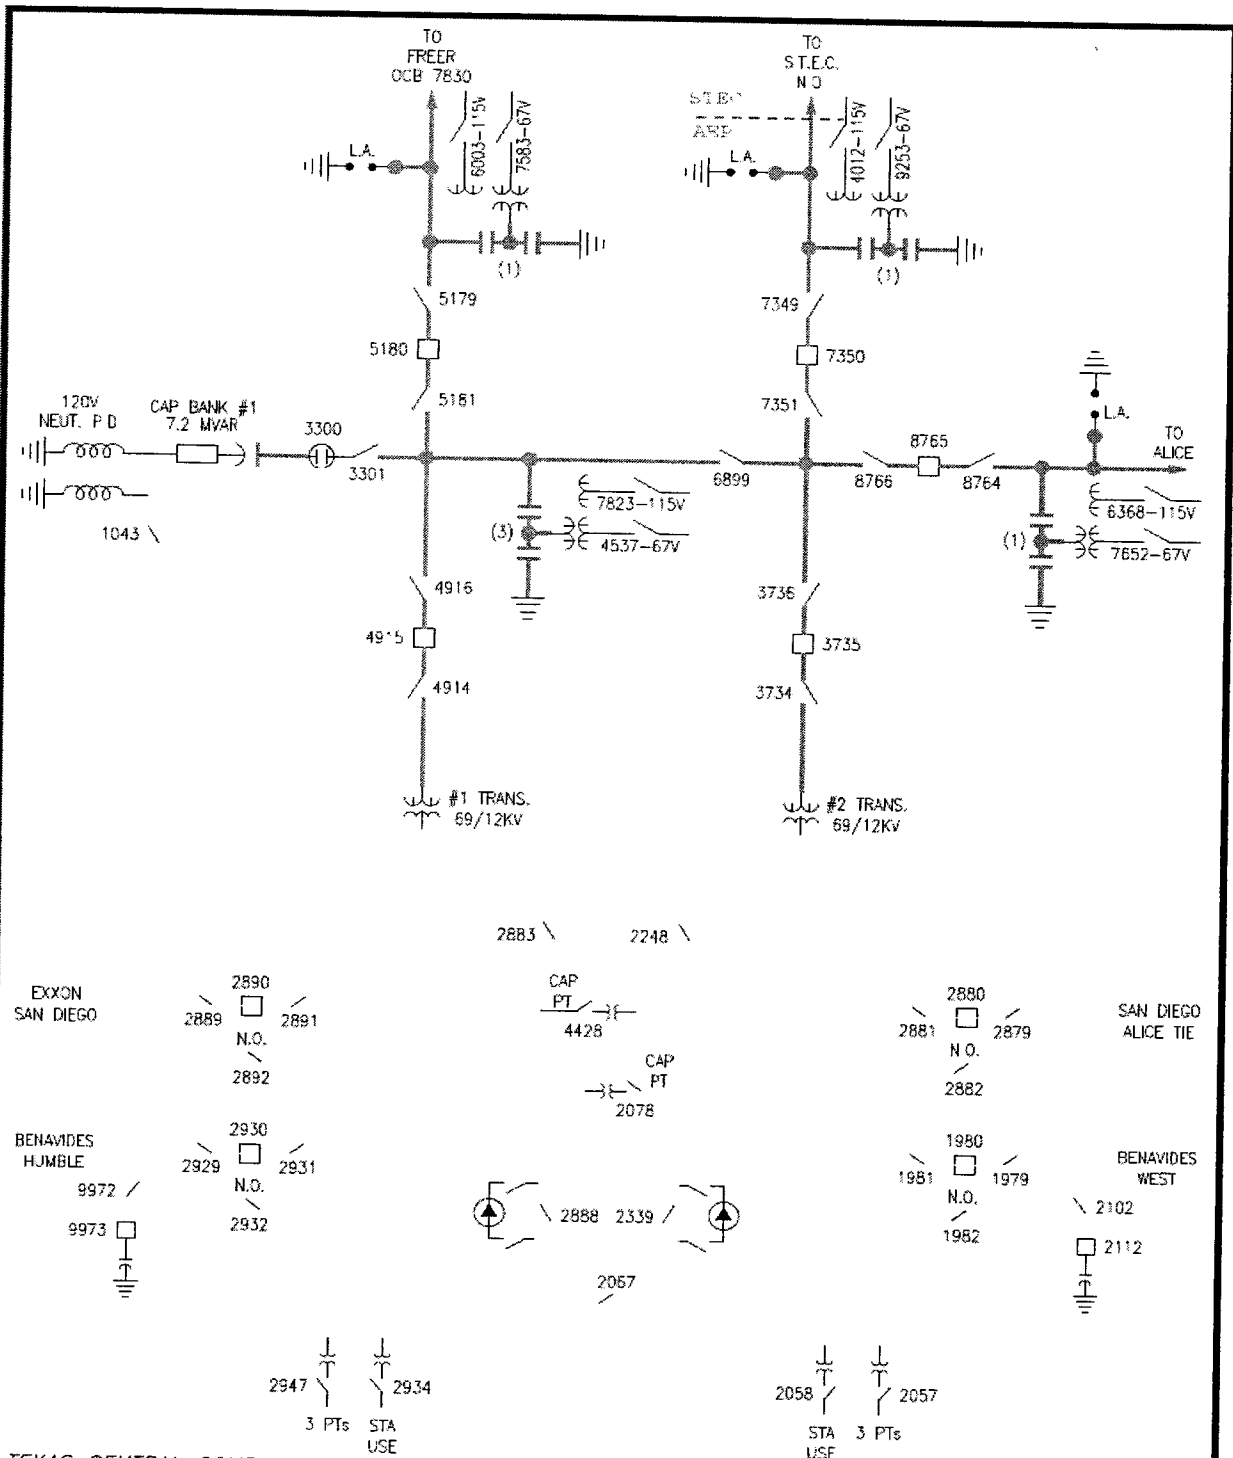 TO
FREER
OCB 7830
TO
S.T.E.C.
N.O
STEC
AEP
6003-115V
7583-67V
4012-115V
9253-67V
L.A.
L.A.
(1)
(1)
5179
7349
5180
7350
5181
7351
L.A.
120V
NEUT. P.D
CAP BANK #1
7.2 MVAR
3300
3301
8765
TO
ALICE
6899
8766
8764
1043
7823-115V
(3)
4537-67V
6368-115V
(1)
7652-67V
4916
3736
4915
3735
4914
3734
#1 TRANS.
69/12KV
#2 TRANS.
69/12KV
2883
2248
EXXON
SAN DIEGO
2890
2889
2891
N.O.
2892
CAP
PT
4428
2880
2881
2879
N.O.
2882
SAN DIEGO
ALICE TIE
CAP
PT
2078
BENAVIDES
HUMBLE
2930
2929
2931
N.O.
2932
1980
1981
1979
N.O.
1982
BENAVIDES
WEST
9972
9973
2888
2339
2102
2112
2067
2947
2934
3 PTs
STA
USE
2058
2057
STA
USE
3 PTs
TEXAS CENTRAL